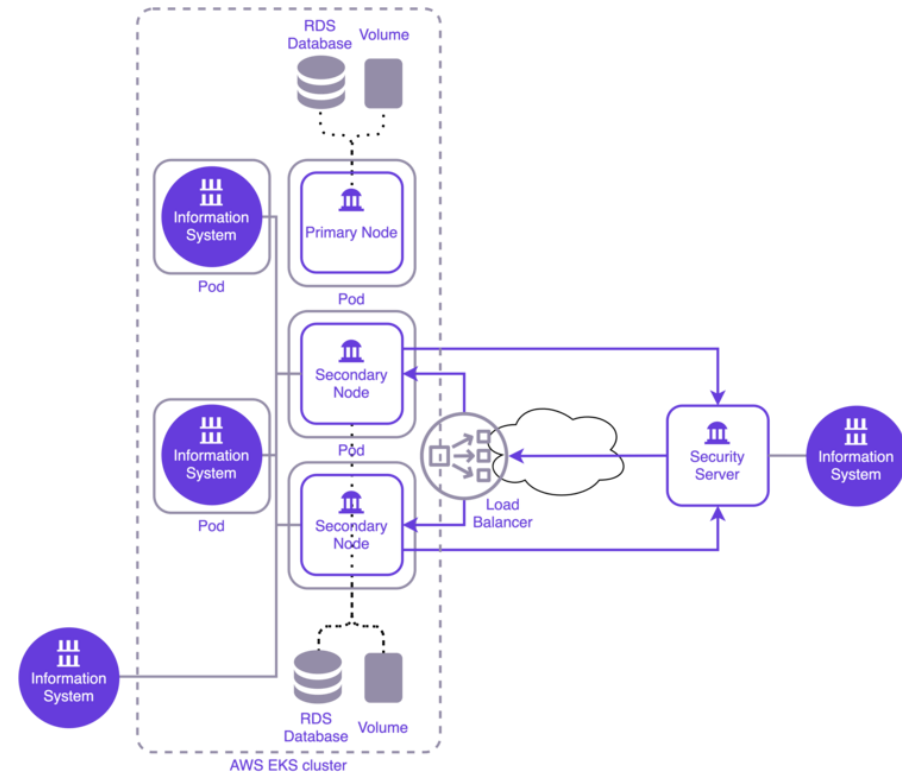 RDS
Database
Volume
Information
System
Pod
Primary Node
Pod
Secondary
Node
Pod
Information
System
Pod
Secondary
Node
Load
Balancer
Security
Server
Information
System
Information
System
RDS
Database
Volume
AWS EKS cluster